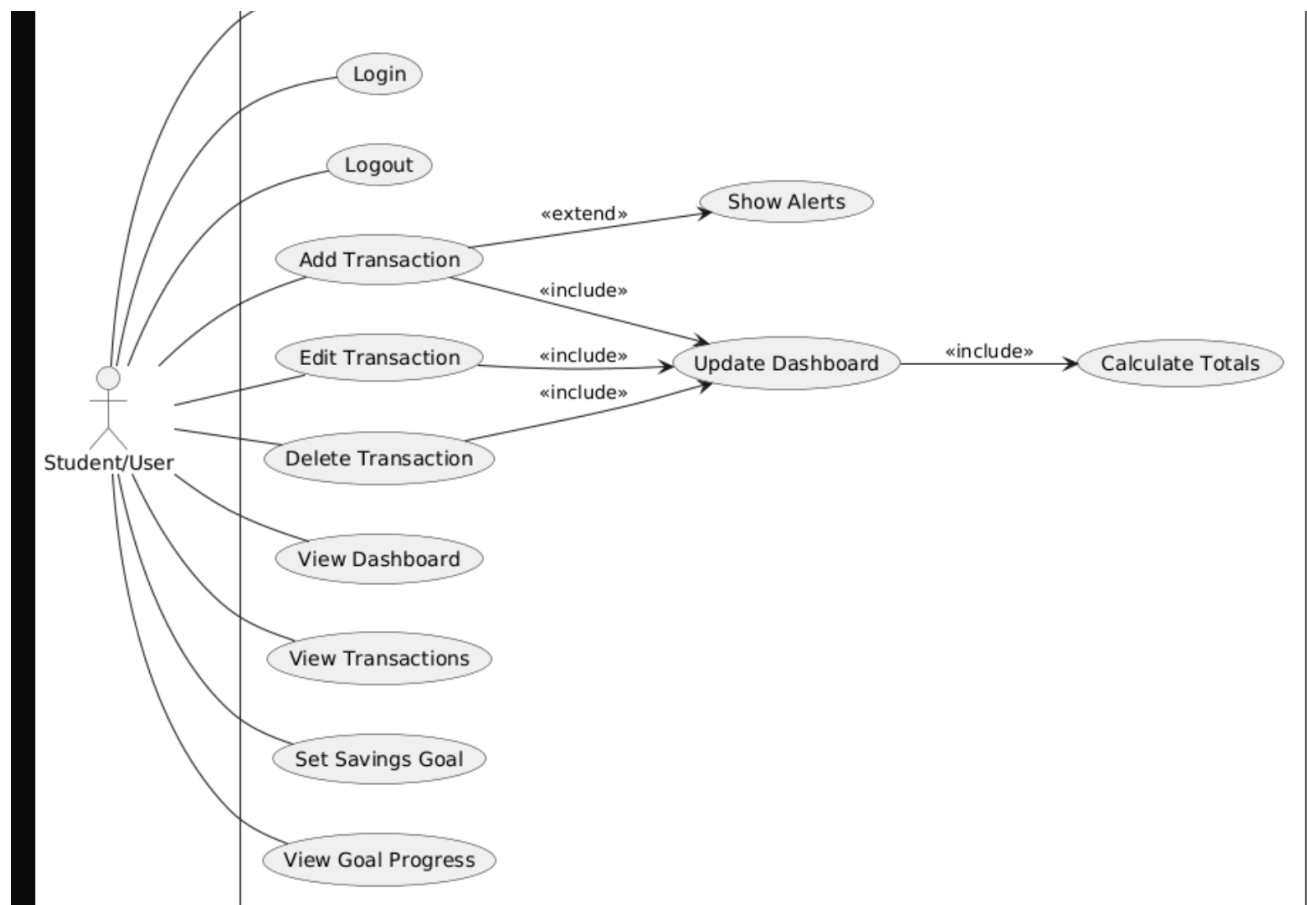 Login
Logout
Show Alerts
«extend»
Add Transaction
«include»
Edit Transaction
«include»
Update Dashboard
«include»
Calculate Totals
«include»
Delete Transaction
Student/User
View Dashboard
View Transactions
Set Savings Goal
View Goal Progress